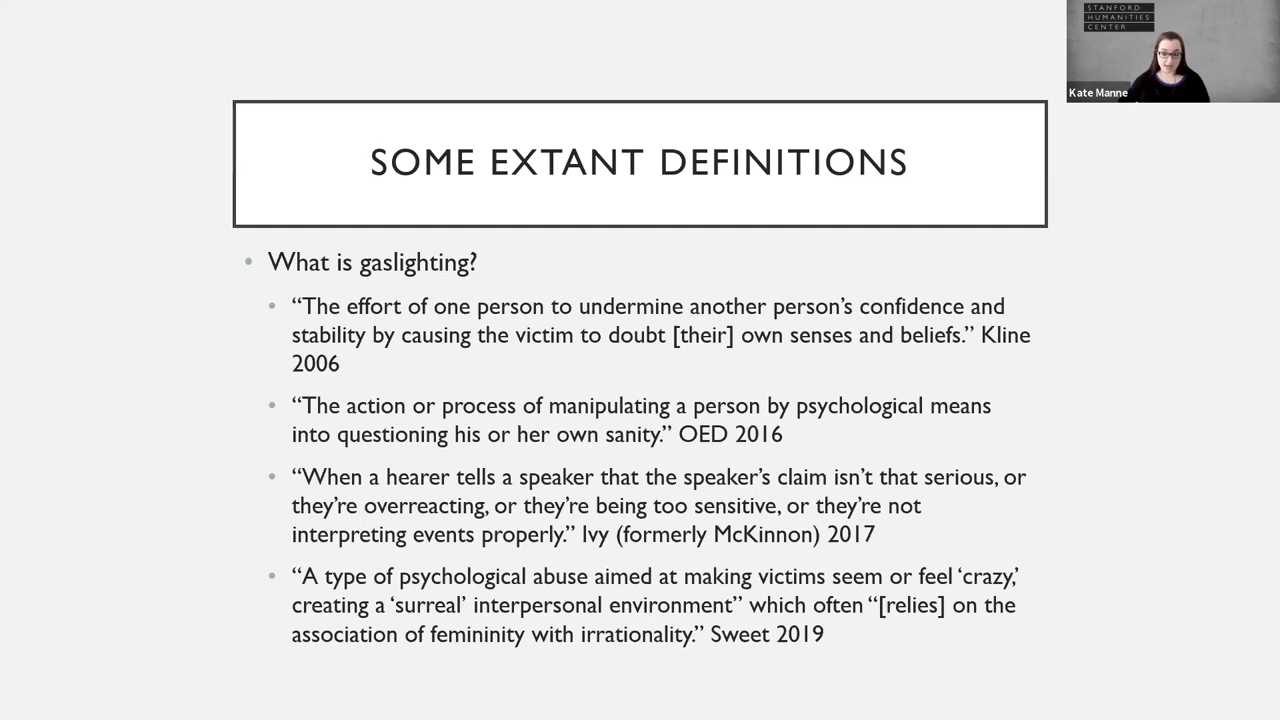 STANFORD
HUMANITIES
CENTER
Kate Manne
SOME EXTANT DEFINITIONS
• What is gaslighting?
• “The effort of one person to undermine another person’s confidence and
stability by causing the victim to doubt [their] own senses and beliefs.” Kline
2006
• “The action or process of manipulating a person by psychological means
into questioning his or her own sanity.” OED 2016
• “When a hearer tells a speaker that the speaker’s claim isn’t that serious, or
they’re overreacting, or they’re being too sensitive, or they’re not
interpreting events properly.” Ivy (formerly McKinnon) 2017
• “A type of psychological abuse aimed at making victims seem or feel ‘crazy,’
creating a ‘surreal’ interpersonal environment” which often “[relies] on the
association of femininity with irrationality.” Sweet 2019